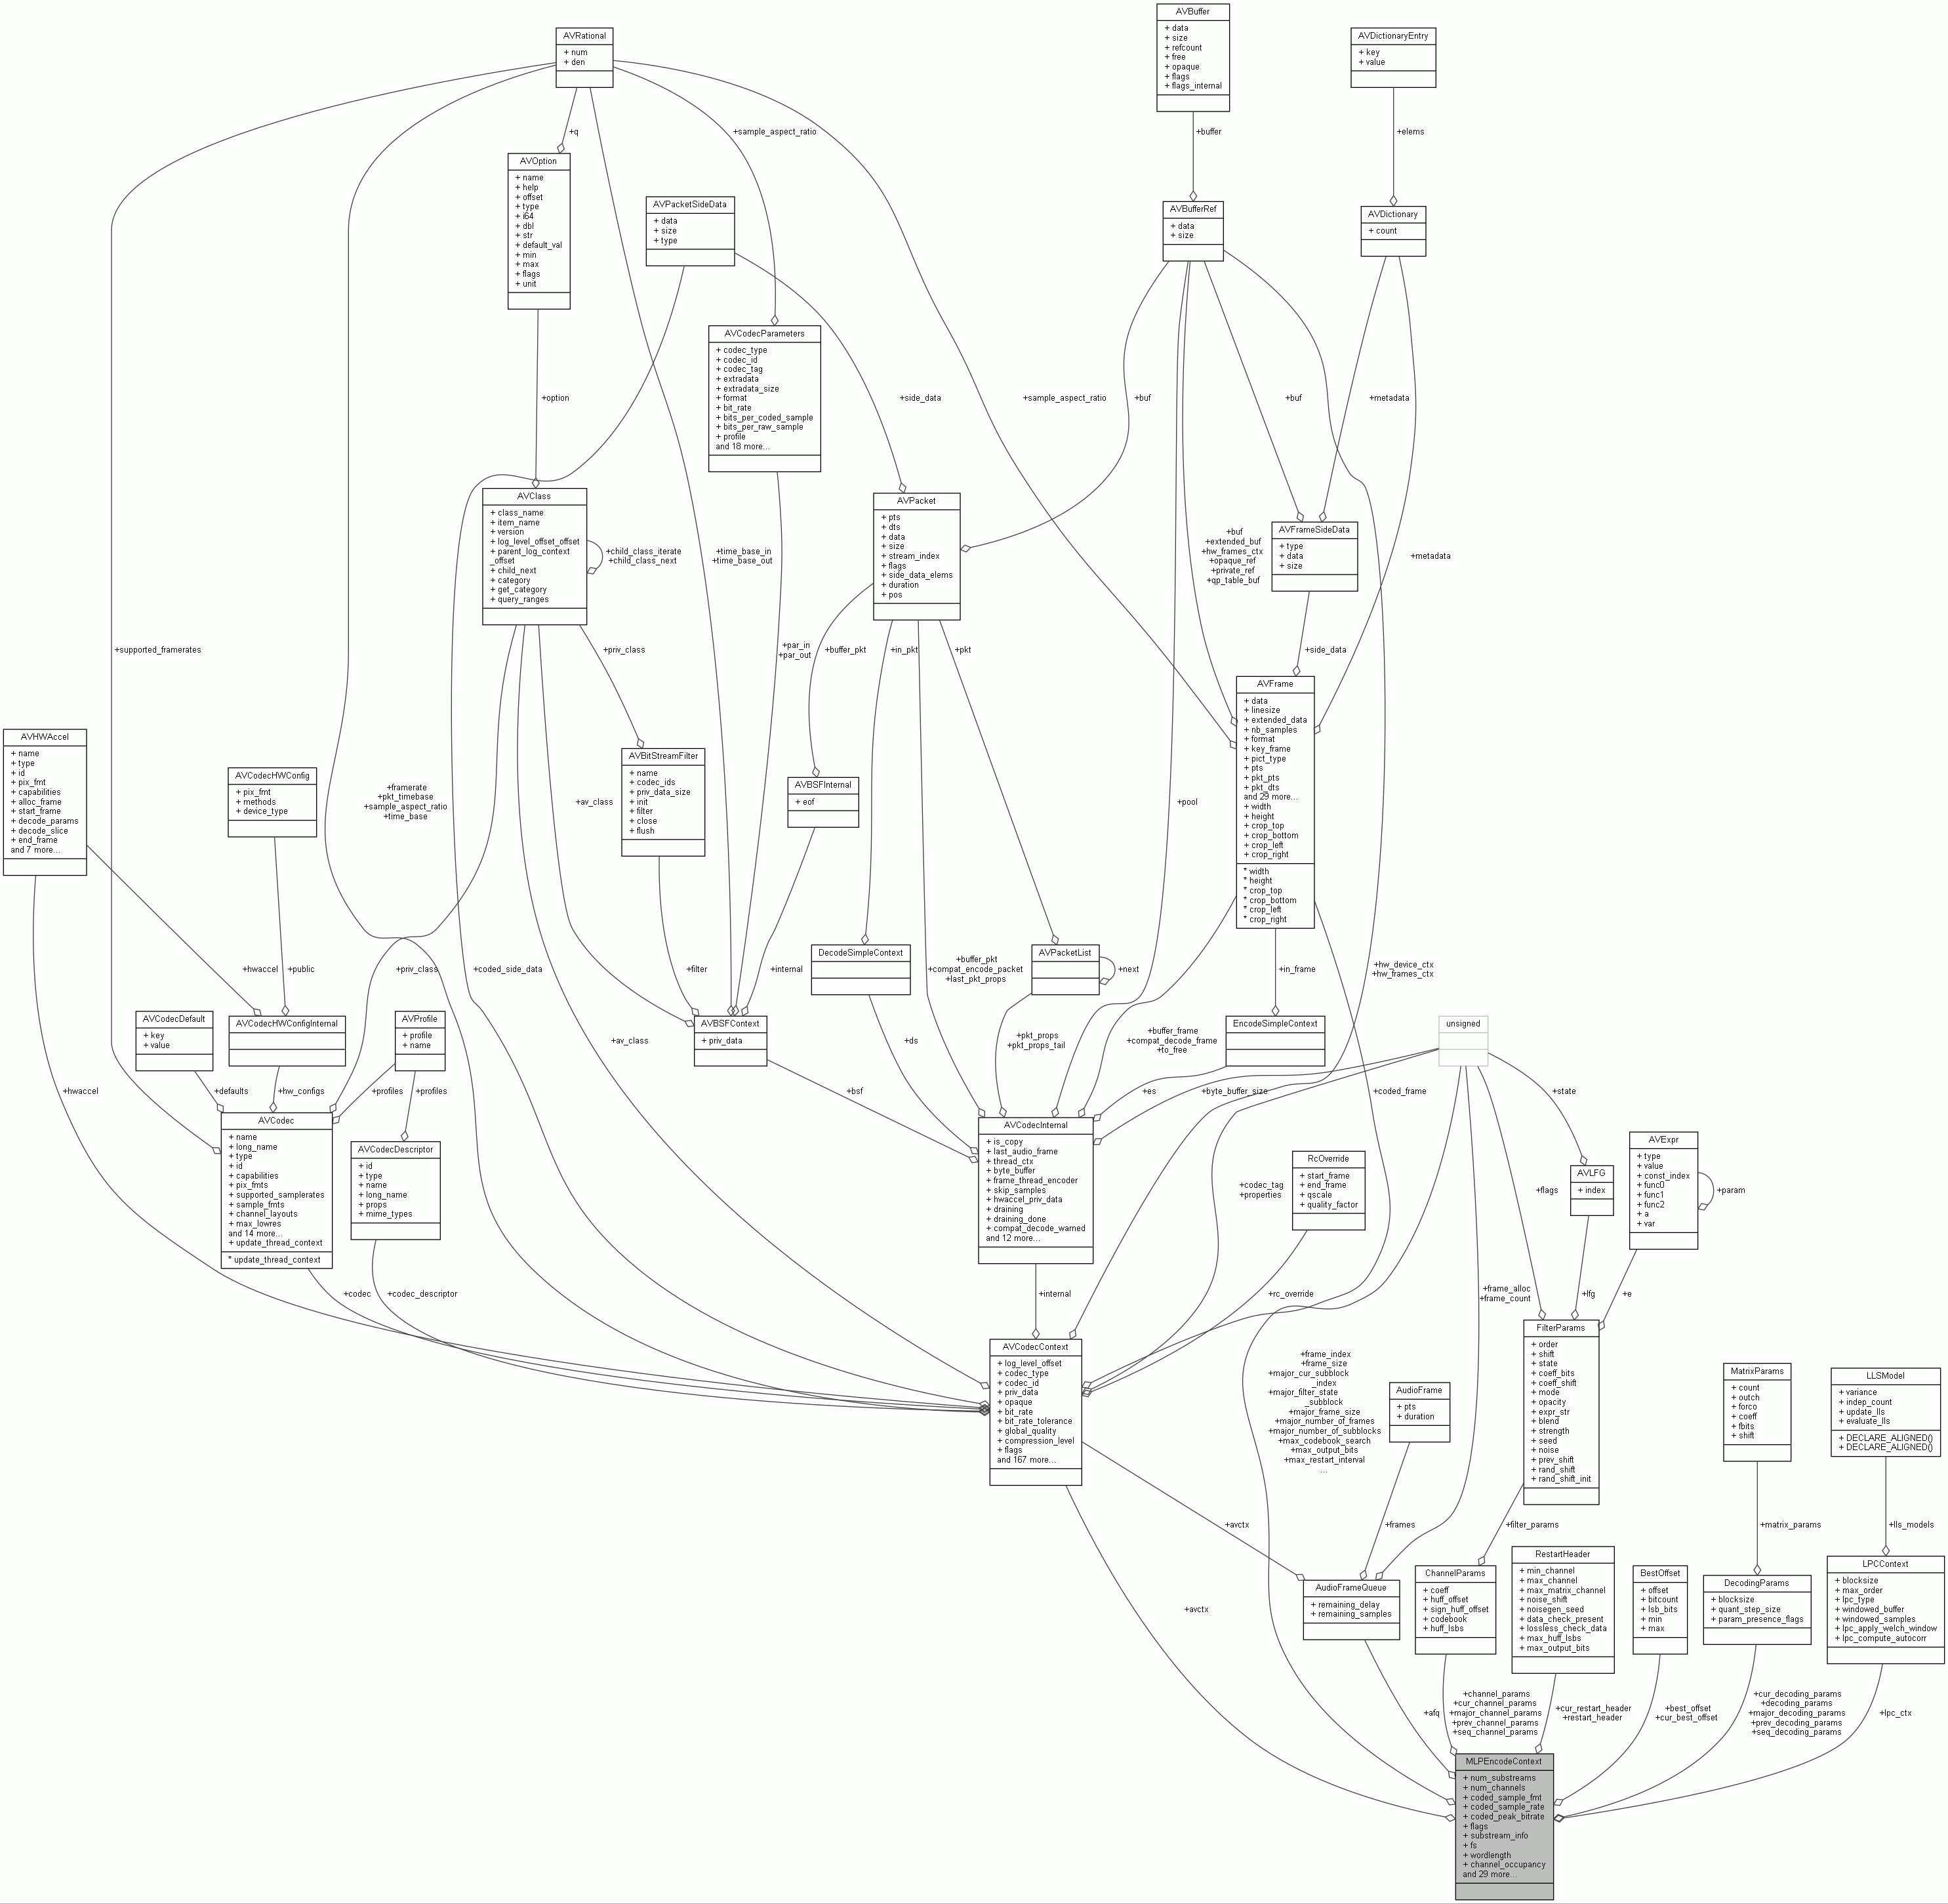 AVBuffer
+ data
+ size
+ refcount
+ free
+ opaque
+ flags
+ flags_internal
AVRational
+ num
+ den
AVDictionaryEntry
+ key
+ value
+q
+sample_aspect_ratio
+buffer
+elems
AVOption
+ name
+ help
+ offset
+ type
+ i64
+ dbl
+ str
+ default_val
+ min
+ max
+ flags
+ unit
AVPacketSideData
+ data
+ size
+ type
AVBufferRef
+ data
+ size
AVDictionary
+ count
AVCodecParameters
+ codec_type
+ codec_id
+ codec_tag
+ extradata
+ extradata_size
+ format
+ bit_rate
+ bits_per_coded_sample
+ bits_per_raw_sample
+ profile
and 18 more...
+option
+side_data
+sample_aspect_ratio
+buf
+buf
+metadata
AVClass
+ class_name
+ item_name
+ version
+ log_level_offset_offset
+ parent_log_context
_offset
+ child_next
+ category
+ get_category
+ query_ranges
+child_class_iterate
+child_class_next
+time_base_in
+time_base_out
AVPacket
+ pts
+ dts
+ data
+ size
+ stream_index
+ flags
+ side_data_elems
+ duration
+ pos
+buf
+extended_buf
+hw_frames_ctx
+opaque_ref
+private_ref
+qp_table_buf
AVFrameSideData
+ type
+ data
+ size
+metadata
+supported_framerates
+priv_class
+par_in
+par_out
+buffer_pkt
+in_pkt
+pkt
+side_data
AVHWAccel
+ name
+ type
+ id
+ pix_fmt
+ capabilities
+ alloc_frame
+ start_frame
+ decode_params
+ decode_slice
+ end_frame
and 7 more...
AVCodecHWConfig
+ pix_fmt
+ methods
+ device_type
+framerate
+pkt_timebase
+sample_aspect_ratio
+time_base
+av_class
AVBitStreamFilter
+ name
+ codec_ids
+ priv_data_size
+ init
+ filter
+ close
+ flush
AVBSFInternal
+ eof
+pool
AVFrame
+ data
+ linesize
+ extended_data
+ nb_samples
+ format
+ key_frame
+ pict_type
+ pts
+ pkt_pts
+ pkt_dts
and 29 more...
+ width
+ height
+ crop_top
+ crop_bottom
+ crop_left
+ crop_right
* width
* height
* crop_top
* crop_bottom
* crop_left
* crop_right
+hwaccel
+public
+priv_class
+coded_side_data
+filter
+internal
DecodeSimpleContext
+buffer_pkt
+compat_encode_packet
+last_pkt_props
AVPacketList
+next
+in_frame
+hw_device_ctx
+hw_frames_ctx
AVCodecDefault
+ key
+ value
AVCodecHWConfigInternal
AVProfile
+ profile
+ name
+av_class
AVBSFContext
+ priv_data
+ds
+pkt_props
+pkt_props_tail
+buffer_frame
+compat_decode_frame
+to_free
EncodeSimpleContext
unsigned
+hwaccel
+defaults
+hw_configs
+profiles
+profiles
+bsf
+es
+byte_buffer_size
+coded_frame
+state
AVCodec
+ name
+ long_name
+ type
+ id
+ capabilities
+ pix_fmts
+ supported_samplerates
+ sample_fmts
+ channel_layouts
+ max_lowres
and 14 more...
+ update_thread_context
* update_thread_context
AVCodecDescriptor
+ id
+ type
+ name
+ long_name
+ props
+ mime_types
AVCodecInternal
+ is_copy
+ last_audio_frame
+ thread_ctx
+ byte_buffer
+ frame_thread_encoder
+ skip_samples
+ hwaccel_priv_data
+ draining
+ draining_done
+ compat_decode_warned
and 12 more...
+codec_tag
+properties
RcOverride
+ start_frame
+ end_frame
+ qscale
+ quality_factor
+flags
AVLFG
+ index
AVExpr
+ type
+ value
+ const_index
+ func0
+ func1
+ func2
+ a
+ var
+param
+codec
+codec_descriptor
+internal
+rc_override
+frame_alloc
+frame_count
+lfg
+e
AVCodecContext
+ log_level_offset
+ codec_type
+ codec_id
+ priv_data
+ opaque
+ bit_rate
+ bit_rate_tolerance
+ global_quality
+ compression_level
+ flags
and 167 more...
+frame_index
+frame_size
+major_cur_subblock
_index
+major_filter_state
_subblock
+major_frame_size
+major_number_of_frames
+major_number_of_subblocks
+max_codebook_search
+max_output_bits
+max_restart_interval
...
AudioFrame
+ pts
+ duration
FilterParams
+ order
+ shift
+ state
+ coeff_bits
+ coeff_shift
+ mode
+ opacity
+ expr_str
+ blend
+ strength
+ seed
+ noise
+ prev_shift
+ rand_shift
+ rand_shift_init
MatrixParams
+ count
+ outch
+ forco
+ coeff
+ fbits
+ shift
LLSModel
+ variance
+ indep_count
+ update_lls
+ evaluate_lls
+ DECLARE_ALIGNED()
+ DECLARE_ALIGNED()
+avctx
+frames
+filter_params
+matrix_params
+lls_models
+avctx
AudioFrameQueue
+ remaining_delay
+ remaining_samples
ChannelParams
+ coeff
+ huff_offset
+ sign_huff_offset
+ codebook
+ huff_lsbs
RestartHeader
+ min_channel
+ max_channel
+ max_matrix_channel
+ noise_shift
+ noisegen_seed
+ data_check_present
+ lossless_check_data
+ max_huff_lsbs
+ max_output_bits
BestOffset
+ offset
+ bitcount
+ lsb_bits
+ min
+ max
DecodingParams
+ blocksize
+ quant_step_size
+ param_presence_flags
LPCContext
+ blocksize
+ max_order
+ lpc_type
+ windowed_buffer
+ windowed_samples
+ lpc_apply_welch_window
+ lpc_compute_autocorr
+afq
+channel_params
+cur_channel_params
+major_channel_params
+prev_channel_params
+seq_channel_params
+cur_restart_header
+restart_header
+best_offset
+cur_best_offset
+cur_decoding_params
+decoding_params
+major_decoding_params
+prev_decoding_params
+seq_decoding_params
+lpc_ctx
MLPEncodeContext
+ num_substreams
+ num_channels
+ coded_sample_fmt
+ coded_sample_rate
+ coded_peak_bitrate
+ flags
+ substream_info
+ fs
+ wordlength
+ channel_occupancy
and 29 more...